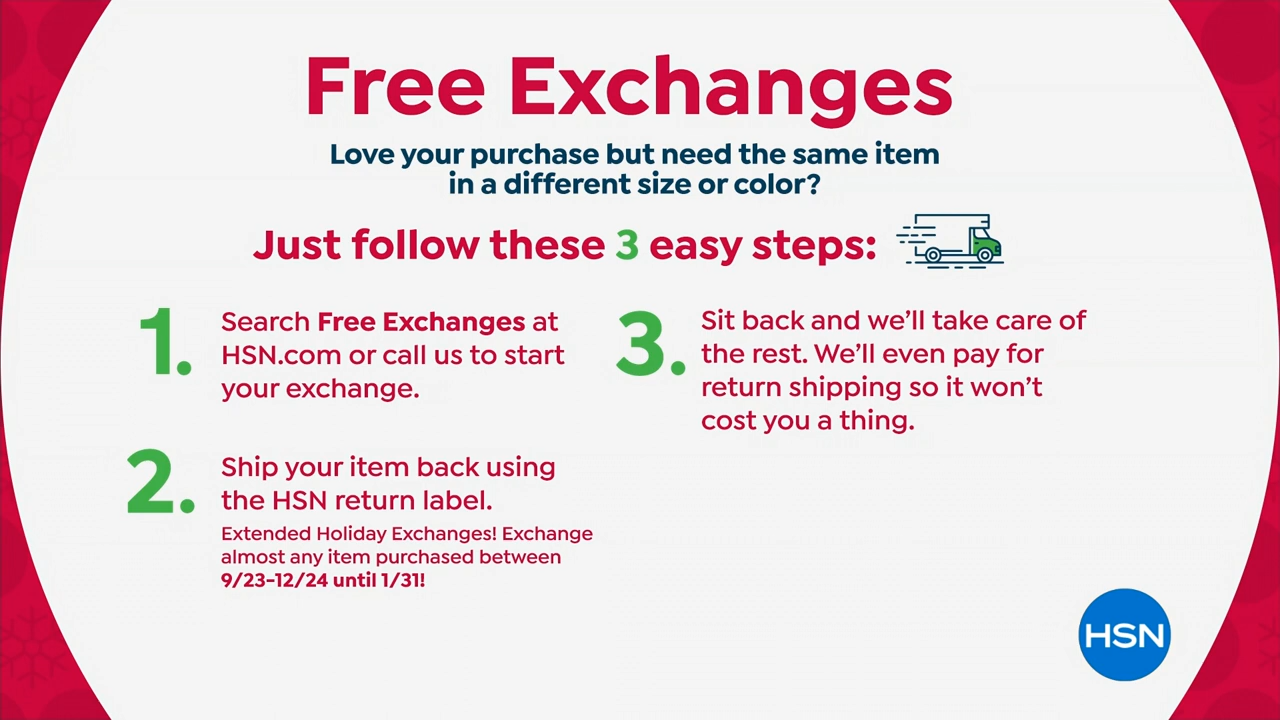 Free Exchanges
Love your purchase but need the same item
in a different size or color?
Just follow these 3 easy steps:
1.
Search Free Exchanges at
HSN.com or call us to start
your exchange.
2.
Ship your item back using
the HSN return label.
Extended Holiday Exchanges! Exchange
almost any item purchased between
9/23-12/24 until 1/31!
3.
Sit back and we’ll take care of
the rest. We’ll even pay for
return shipping so it won’t
cost you a thing.
HSN